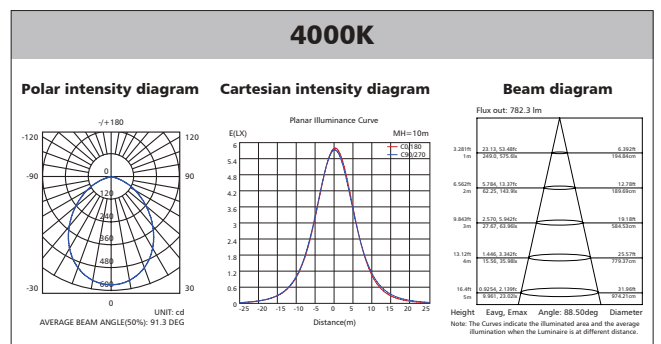 4000K
Polar intensity diagram
Cartesian intensity diagram
Beam diagram
-/+180
-120
120
-90
90
-30
30
0
0
120
240
360
480
600
UNIT: cd
AVERAGE BEAM ANGLE(50%): 91.3 DEG
Planar Illuminance Curve
E(LX)
MH=10m
C0/180
C90/270
6
5.4
4.8
4.2
3.6
3
2.4
1.8
1.2
0.6
0
-25 -20 -15 -10 -5 0 5 10 15 20 25
Distance(m)
Flux out: 782.3 lm
3.281ft 23.13, 53.48fc 6.392ft
1m 249.0, 575.6lx 194.84cm
6.562ft 5.784, 13.37fc 12.78ft
2m 62.25, 143.9lx 189.69cm
9.843ft 2.570, 5.942fc 19.18ft
3m 27.67, 63.96lx 584.53cm
13.12ft 1.446, 3.342fc 25.57ft
4m 15.56, 35.98lx 779.37cm
16.4ft 0.9254, 2.139fc 31.96ft
5m 9.961, 23.02lx 974.21cm
Height Eavg, Emax Angle: 88.50deg Diameter
Note: The Curves indicate the illuminated area and the average
illumination when the Luminaire is at different distance.